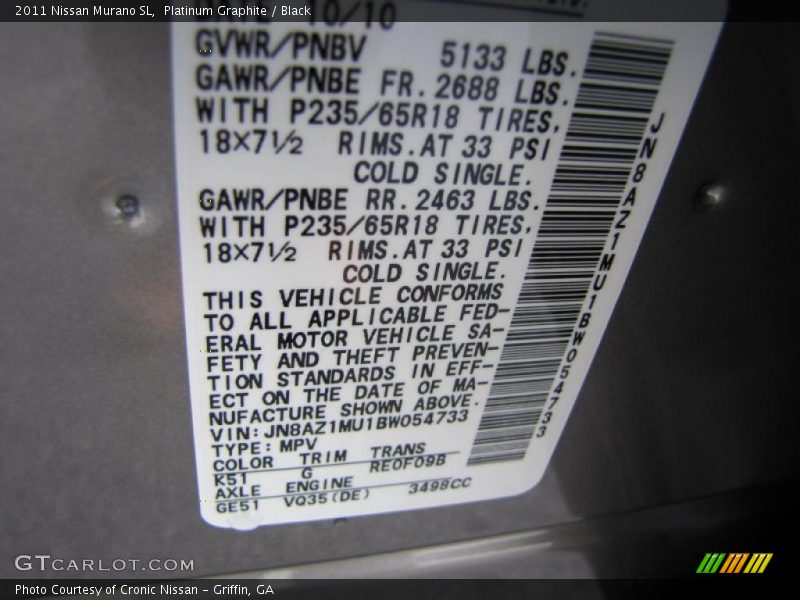 2011 Nissan Murano SL, Platinum Graphite / Black
10/10
GVWR/PNBV 5133 LBS.
GAWR/PNBE FR. 2688 LBS.
WITH P235/65R18 TIRES,
18×7½ RIMS. AT 33 PSI
COLD SINGLE.
GAWR/PNBE RR. 2463 LBS.
WITH P235/65R18 TIRES,
18×7½ RIMS. AT 33 PSI
COLD SINGLE.
THIS VEHICLE CONFORMS
TO ALL APPLICABLE FED-
ERAL MOTOR VEHICLE SA-
FETY AND THEFT PREVEN-
TION STANDARDS IN EFF-
ECT ON THE DATE OF MA-
NUFACTURE SHOWN ABOVE.
VIN: JN8AZ1MU1BW054733
TYPE: MPV
COLOR TRIM TRANS
K51 G RE0F09B
AXLE ENGINE
GE51 VQ35(DE) 3498CC
JN8AZ1MU1BW054733
GTCARLOT.COM
Photo Courtesy of Cronic Nissan - Griffin, GA